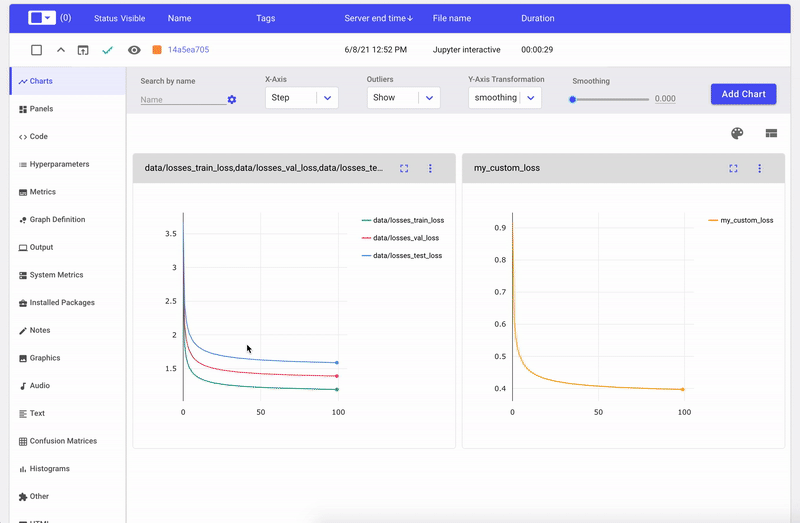 (0) Status Visible Name Tags Server end time↓ File name Duration
14a5ea705 6/8/21 12:52 PM Jupyter interactive 00:00:29
Charts
Panels
Code
Hyperparameters
Metrics
Graph Definition
Output
System Metrics
Installed Packages
Notes
Graphics
Audio
Text
Confusion Matrices
Histograms
Other
Search by name
Name
X-Axis
Step
Outliers
Show
Y-Axis Transformation
smoothing
Smoothing
0.000
Add Chart
data/losses_train_loss,data/losses_val_loss,data/losses_te...
3.5
3
2.5
2
1.5
0 50 100
data/losses_train_loss
data/losses_val_loss
data/losses_test_loss
my_custom_loss
0.9
0.8
0.7
0.6
0.5
0.4
0 50 100
my_custom_loss